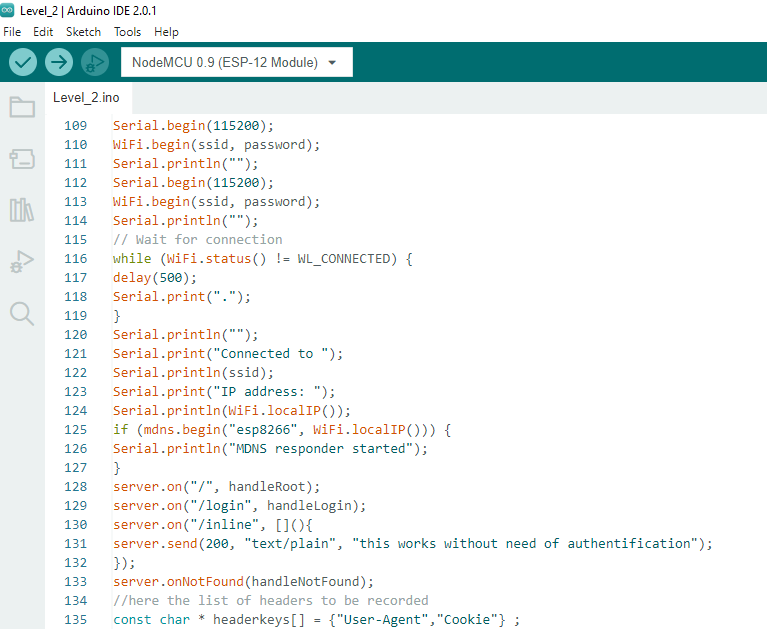 Level_2 | Arduino IDE 2.0.1
File Edit Sketch Tools Help
NodeMCU 0.9 (ESP-12 Module)
Level_2.ino
109 Serial.begin(115200);
110 WiFi.begin(ssid, password);
111 Serial.println("");
112 Serial.begin(115200);
113 WiFi.begin(ssid, password);
114 Serial.println("");
115 // Wait for connection
116 while (WiFi.status() != WL_CONNECTED) {
117 delay(500);
118 Serial.print(".");
119 }
120 Serial.println("");
121 Serial.print("Connected to ");
122 Serial.println(ssid);
123 Serial.print("IP address: ");
124 Serial.println(WiFi.localIP());
125 if (mdns.begin("esp8266", WiFi.localIP())) {
126 Serial.println("MDNS responder started");
127 }
128 server.on("/", handleRoot);
129 server.on("/login", handleLogin);
130 server.on("/inline", [](){
131 server.send(200, "text/plain", "this works without need of authentification");
132 });
133 server.onNotFound(handleNotFound);
134 //here the list of headers to be recorded
135 const char * headerkeys[] = {"User-Agent","Cookie"} ;